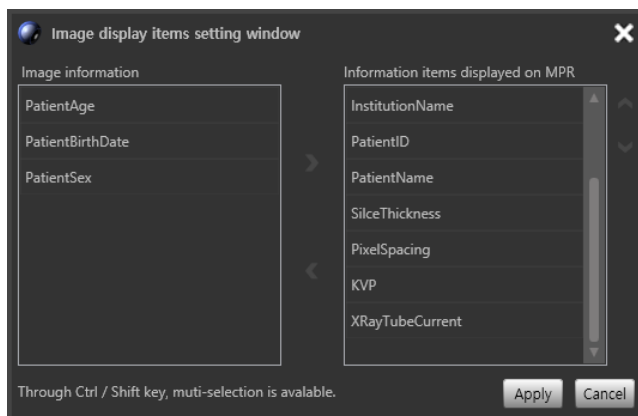 Image display items setting window
Image information
Information items displayed on MPR
PatientAge
PatientBirthDate
PatientSex
InstitutionName
PatientID
PatientName
SilceThickness
PixelSpacing
KVP
XRayTubeCurrent
Through Ctrl / Shift key, muti-selection is avalable.
Apply
Cancel